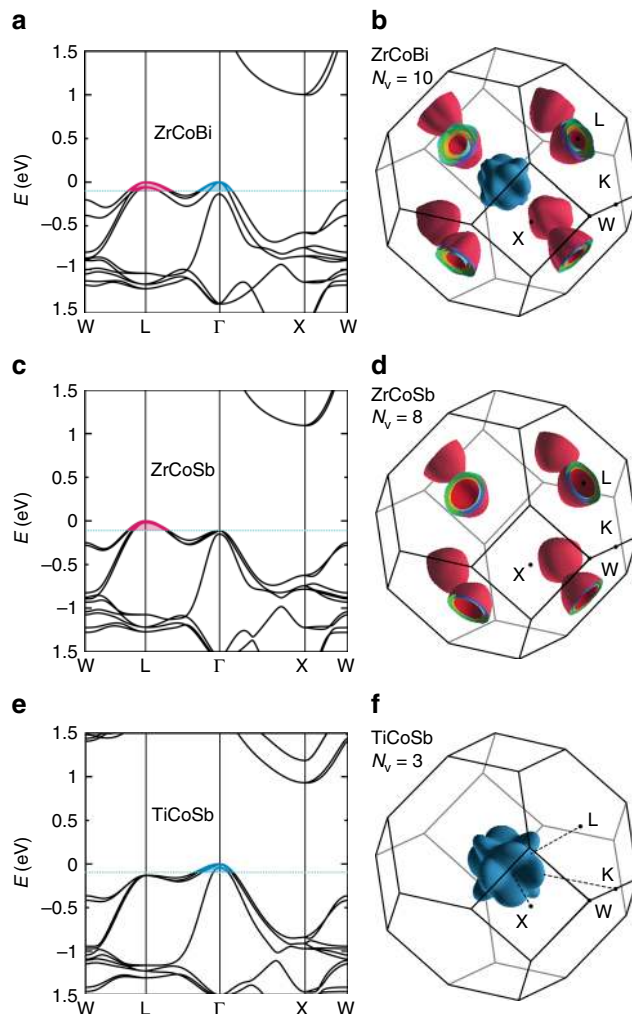 a
1.5
1
0.5
0
−0.5
−1
1.5
E (eV)
ZrCoBi
W L Γ X W
b
ZrCoBi
Nv = 10
L
K
W
X
c
1.5
1
0.5
0
−0.5
−1
1.5
E (eV)
ZrCoSb
W L Γ X W
d
ZrCoSb
Nv = 8
L
K
W
X
e
1.5
1
0.5
0
−0.5
−1
1.5
E (eV)
TiCoSb
W L Γ X W
f
TiCoSb
Nv = 3
L
K
W
X